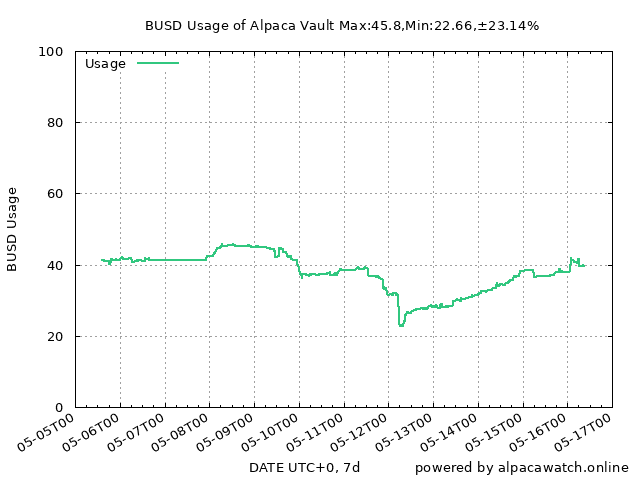 BUSD Usage of Alpaca Vault Max:45.8,Min:22.66,±23.14%
Usage
BUSD Usage
100
80
60
40
20
0
05-05T00
05-06T00
05-07T00
05-08T00
05-09T00
05-10T00
05-11T00
05-12T00
05-13T00
05-14T00
05-15T00
05-16T00
05-17T00
DATE UTC+0, 7d
powered by alpacawatch.online